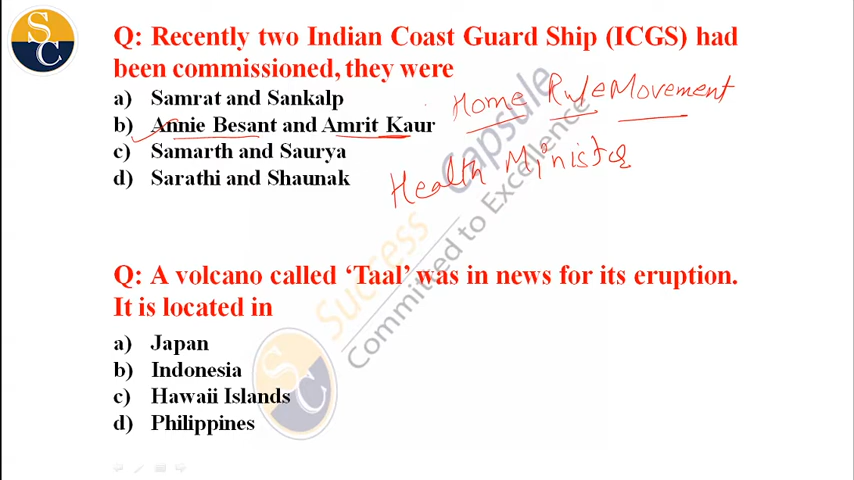 SC
Q: Recently two Indian Coast Guard Ship (ICGS) had
been commissioned, they were
a) Samrat and Sankalp
Home Rule Movement
b) Annie Besant and Amrit Kaur
c) Samarth and Saurya
Health Minister
d) Sarathi and Shaunak
Q: A volcano called ‘Taal’ was in news for its eruption.
It is located in
a) Japan
b) Indonesia
c) Hawaii Islands
d) Philippines
SC
Success Capsule
Committed to Excellence